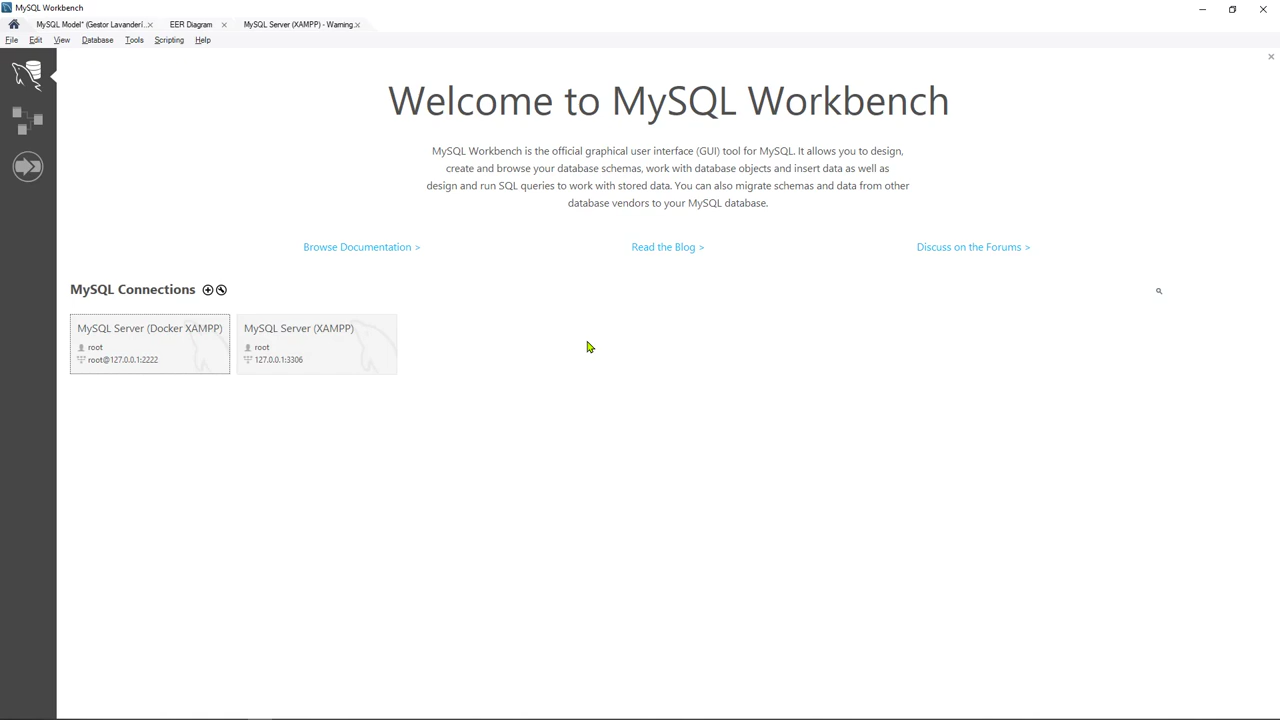 MySQL Workbench
MySQL Model* (Gestor Lavanderi... EER Diagram MySQL Server (XAMPP) - Warning...
File Edit View Database Tools Scripting Help
Welcome to MySQL Workbench
MySQL Workbench is the official graphical user interface (GUI) tool for MySQL. It allows you to design,
create and browse your database schemas, work with database objects and insert data as well as
design and run SQL queries to work with stored data. You can also migrate schemas and data from other
database vendors to your MySQL database.
Browse Documentation > Read the Blog > Discuss on the Forums >
MySQL Connections
MySQL Server (Docker XAMPP)
root
root@127.0.0.1:2222
MySQL Server (XAMPP)
root
127.0.0.1:3306